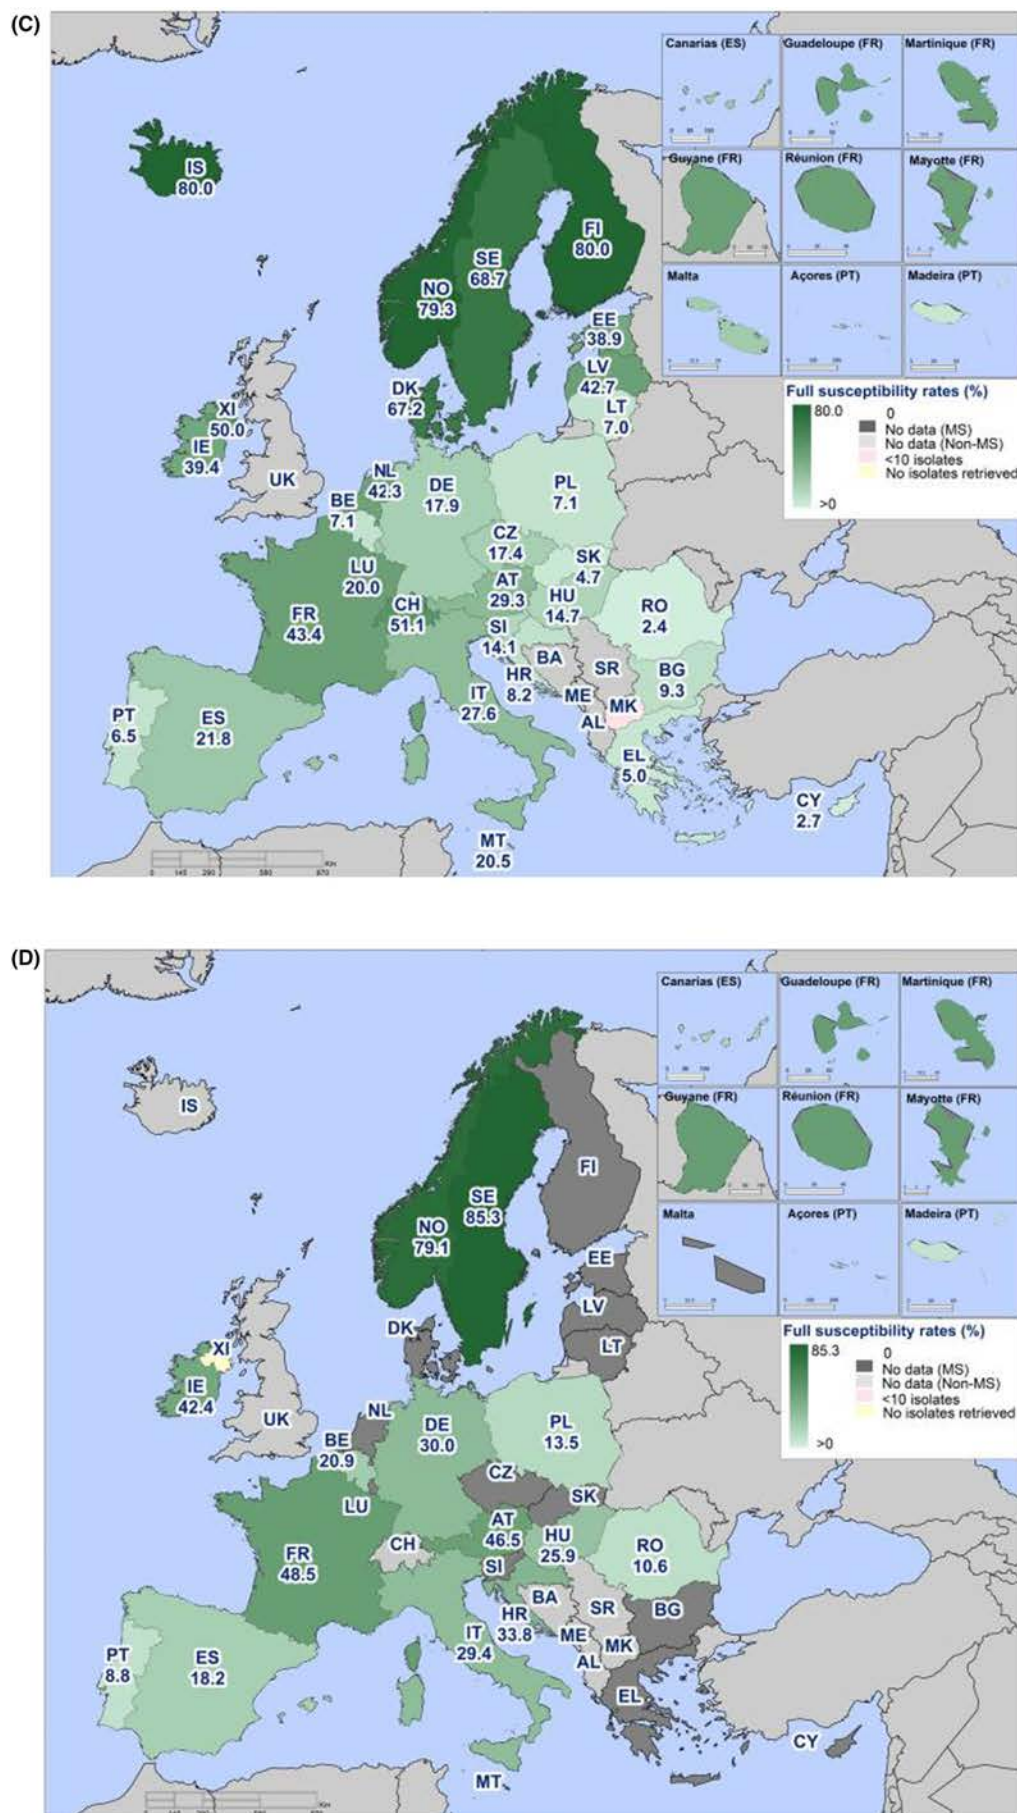 (C)
Canarias (ES)
Guadeloupe (FR)
Martinique (FR)
Guyane (FR)
Réunion (FR)
Mayotte (FR)
Malta
Açores (PT)
Madeira (PT)
IS
80.0
FI
80.0
SE
68.7
NO
79.3
EE
38.9
LV
42.7
LT
7.0
DK
67.2
XI
50.0
IE
39.4
UK
NL
42.3
BE
7.1
DE
17.9
PL
7.1
CZ
17.4
SK
4.7
LU
20.0
AT
29.3
HU
14.7
RO
2.4
FR
43.4
CH
51.1
SI
14.1
BA
SR
HR
8.2
BG
9.3
ME
MK
AL
IT
27.6
PT
6.5
ES
21.8
EL
5.0
CY
2.7
MT
20.5
Full susceptibility rates (%)
80.0
0
No data (MS)
No data (Non-MS)
<10 isolates
No isolates retrieved
>0
0 145 290 580 870
Km
(D)
Canarias (ES)
Guadeloupe (FR)
Martinique (FR)
Guyane (FR)
Réunion (FR)
Mayotte (FR)
Malta
Açores (PT)
Madeira (PT)
IS
FI
SE
85.3
NO
79.1
EE
LV
LT
DK
XI
IE
42.4
UK
NL
BE
20.9
DE
30.0
PL
13.5
CZ
SK
LU
AT
46.5
HU
25.9
RO
10.6
FR
48.5
CH
SI
BA
SR
HR
33.8
BG
ME
MK
AL
IT
29.4
PT
8.8
ES
18.2
EL
CY
MT
Full susceptibility rates (%)
85.3
0
No data (MS)
No data (Non-MS)
<10 isolates
No isolates retrieved
>0